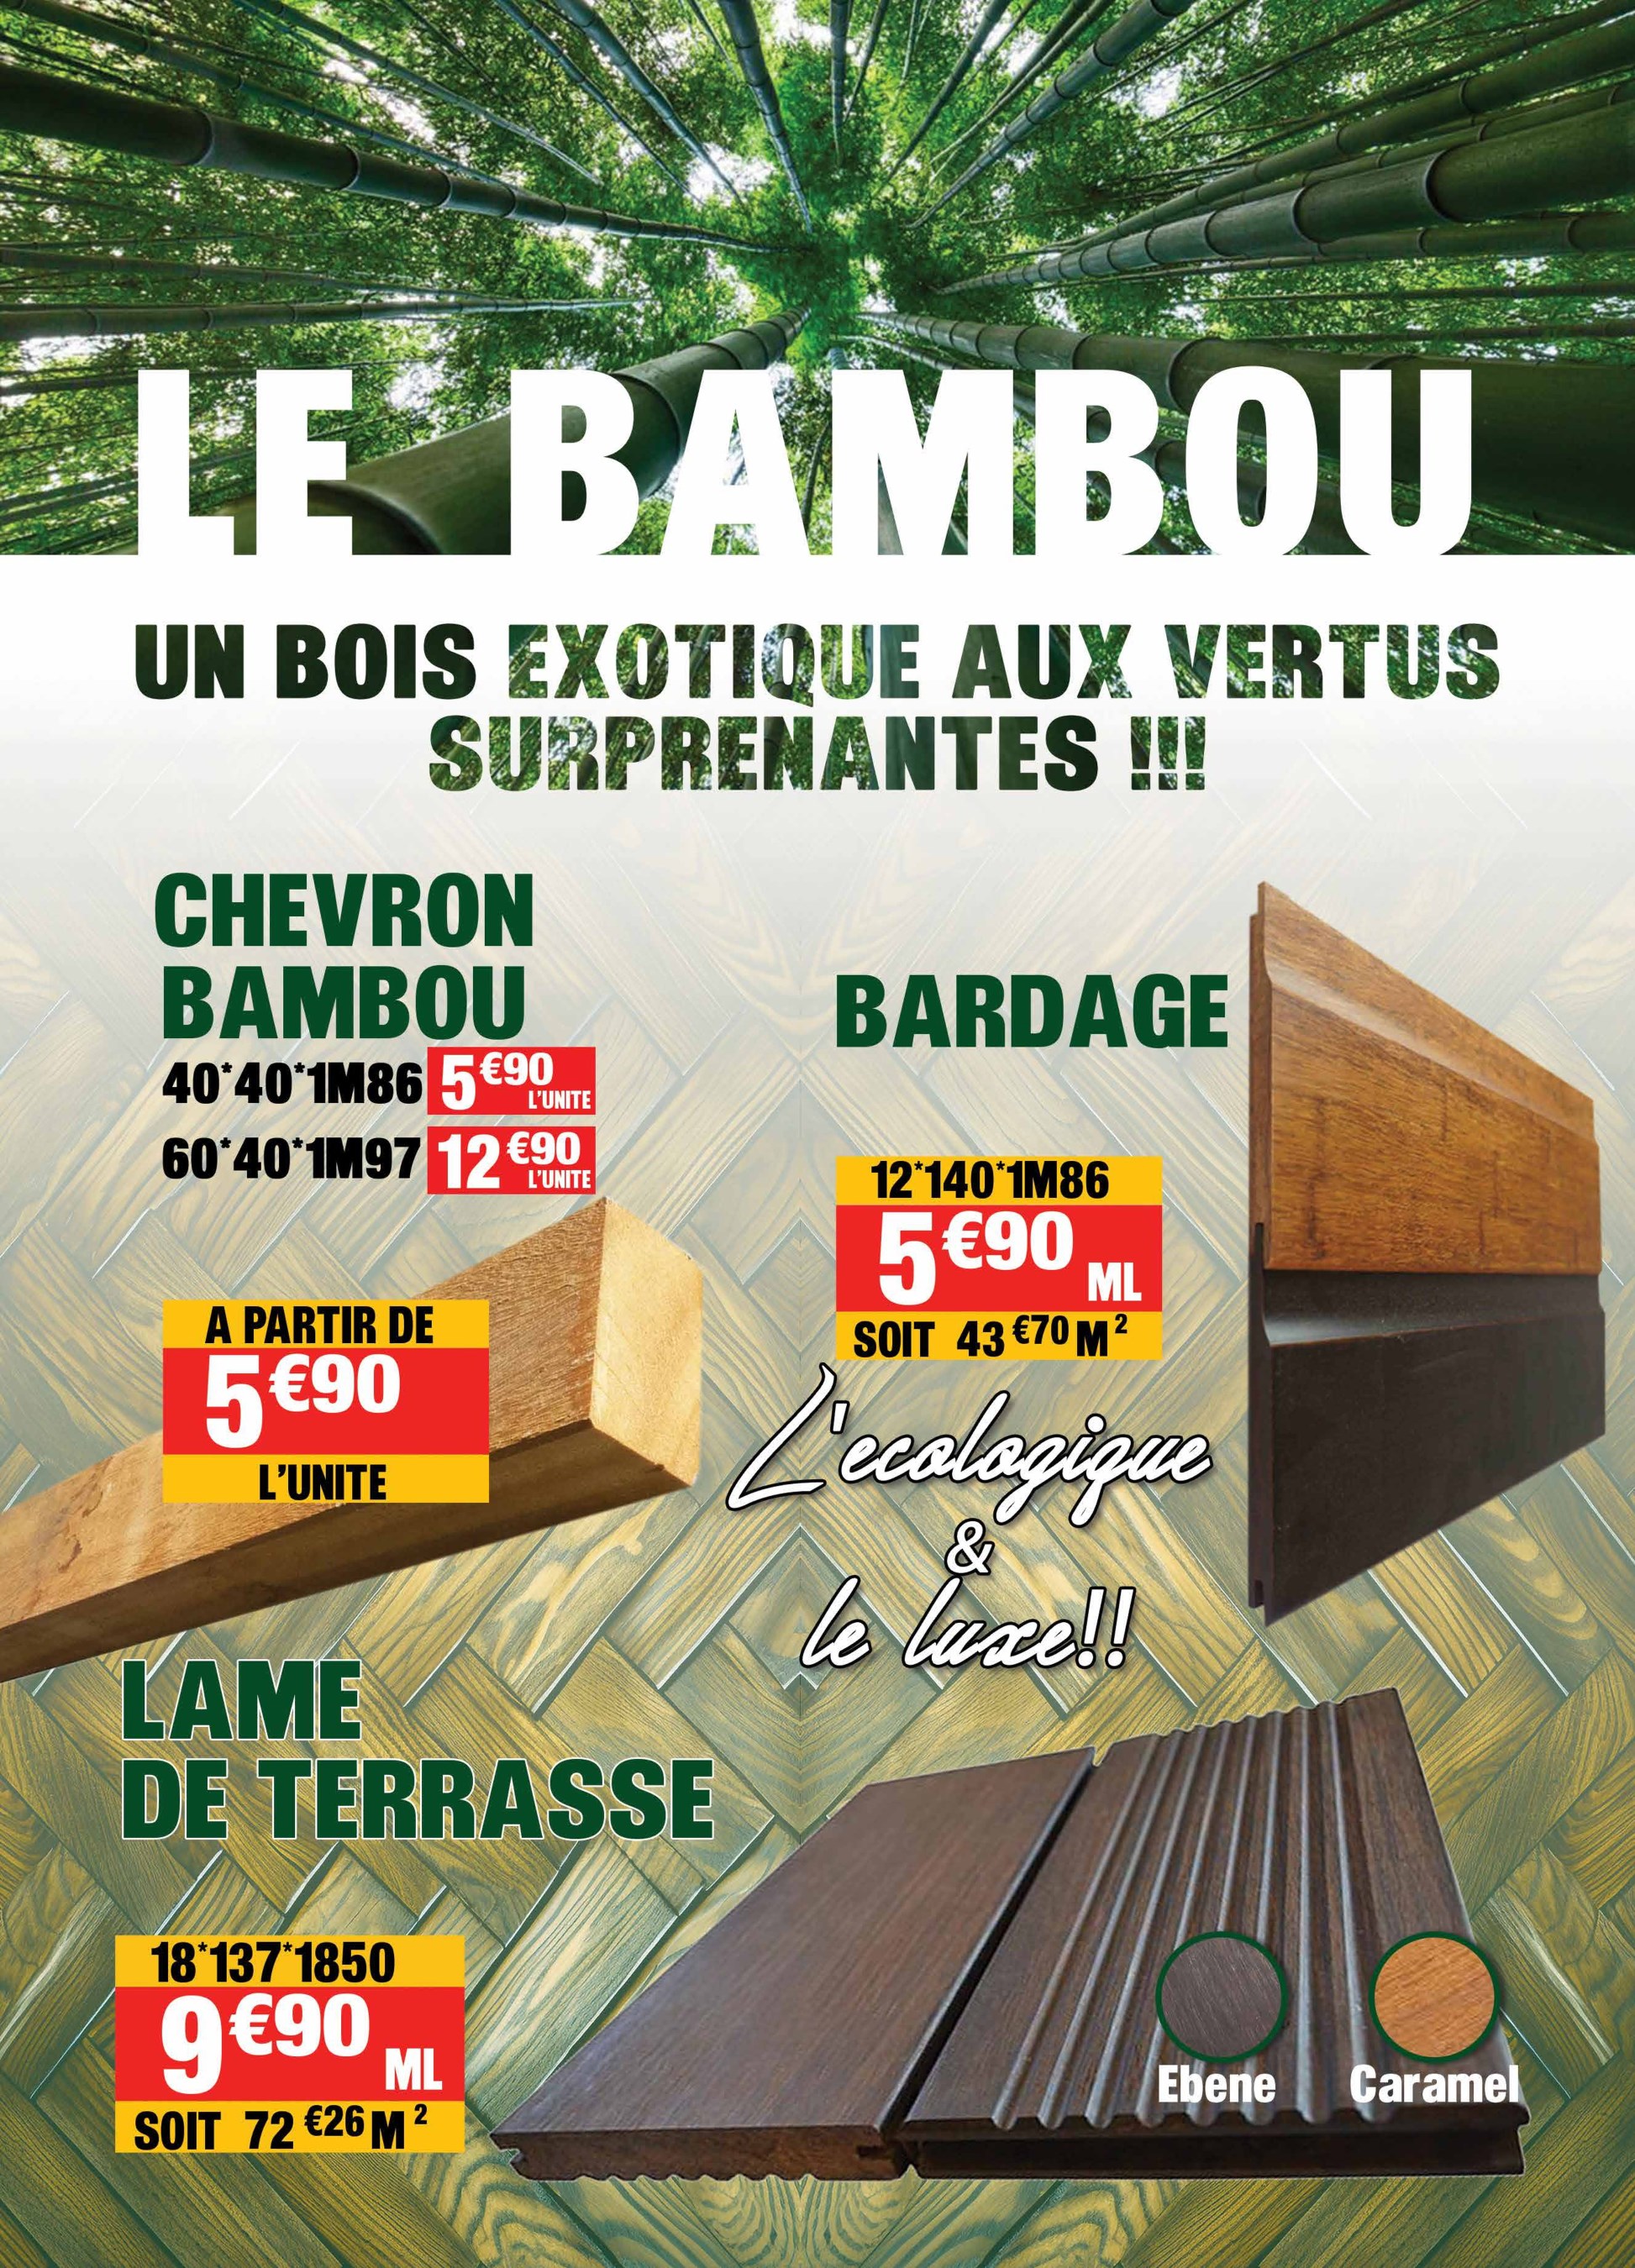 LE BAMBOU
UN BOIS EXOTIQUE AUX VERTUS
SURPRENANTES !!!
CHEVRON
BAMBOU
40*40*1M86 5€90 L'UNITE
60*40*1M97 12€90 L'UNITE
A PARTIR DE
5€90
L'UNITE
BARDAGE
12*140*1M86
5€90 ML
SOIT 43€70 M²
L'ecologique
&
le luxe!!
LAME
DE TERRASSE
18*137*1850
9€90 ML
SOIT 72€26 M²
Ebene
Caramel